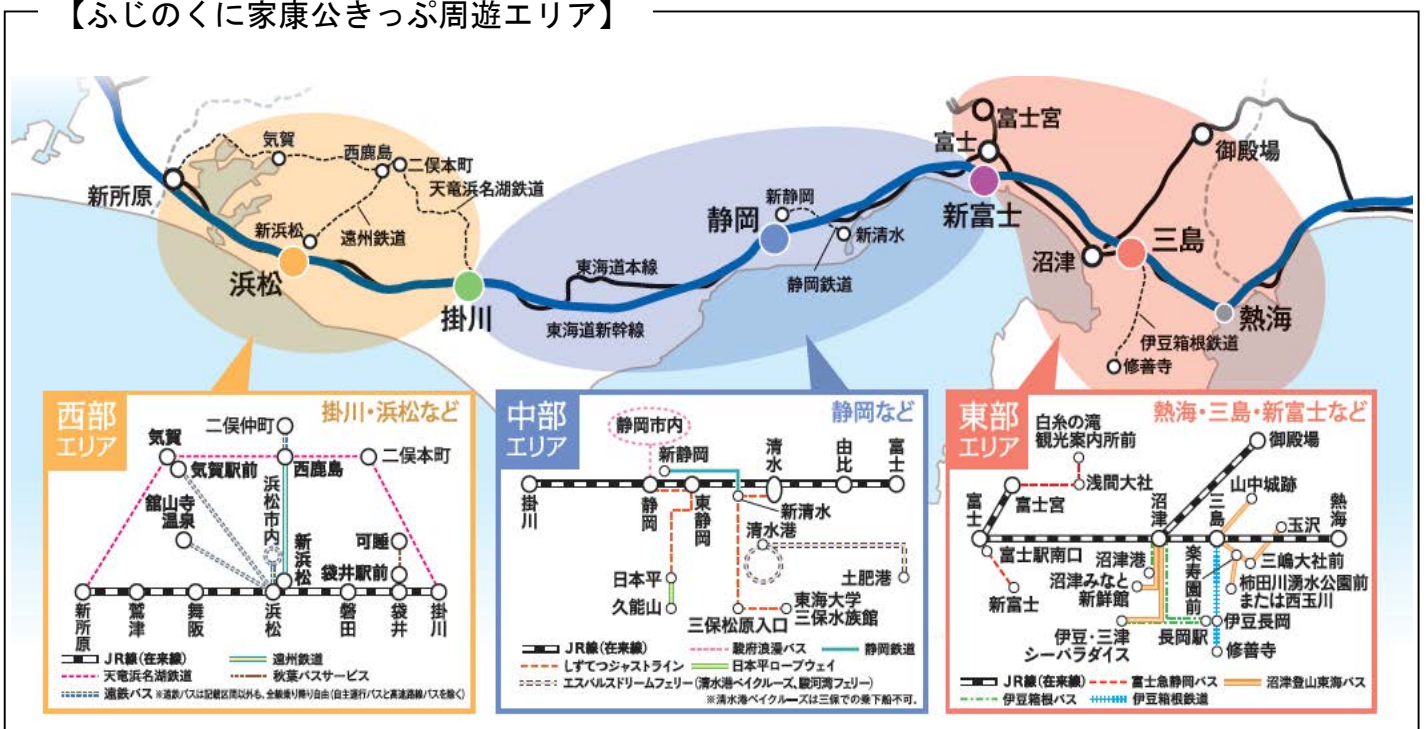 【ふじのくに家康公きっぷ周遊エリア】
富士宮
富士
御殿場
気賀
西鹿島
二俣本町
天竜浜名湖鉄道
新所原
新浜松
遠州鉄道
浜松
掛川
東海道本線
東海道新幹線
静岡
新静岡
新清水
静岡鉄道
新富士
沼津
三島
熱海
伊豆箱根鉄道
修善寺
西部
エリア
掛川・浜松など
二俣仲町
気賀
気賀駅前
西鹿島
二俣本町
舘山寺
温泉
浜松市内
新浜松
可睡
袋井駅前
新所原
鷲津
舞阪
浜松
磐田
袋井
掛川
JR線(在来線)
遠州鉄道
天竜浜名湖鉄道
秋葉バスサービス
遠鉄バス ※遠鉄バスは記載区間以外も、全線乗り降り自由(自主運行バスと高速路線バスを除く)
中部
エリア
静岡など
静岡市内
新静岡
清水
由比
富士
掛川
静岡
東静岡
新清水
清水港
土肥港
日本平
久能山
三保松原入口
東海大学
三保水族館
JR線(在来線)
駿府浪漫バス
静岡鉄道
しずてつジャストライン
日本平ロープウェイ
エスパルスドリームフェリー(清水港ベイクルーズ、駿河湾フェリー)
※清水港ベイクルーズは三保での乗下船不可。
東部
エリア
熱海・三島・新富士など
白糸の滝
観光案内所前
御殿場
浅間大社
山中城跡
富士宮
富士
沼津
三島
玉沢
熱海
富士駅南口
沼津港
沼津みなと
新鮮館
楽寿園前
三嶋大社前
柿田川湧水公園前
または西玉川
新富士
伊豆・三津
シーパラダイス
長岡駅
伊豆長岡
修善寺
JR線(在来線)
富士急静岡バス
沼津登山東海バス
伊豆箱根バス
伊豆箱根鉄道